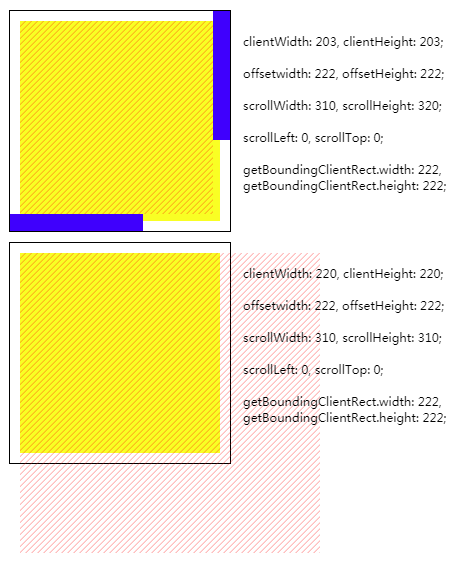 clientWidth: 203, clientHeight: 203;
offsetwidth: 222, offsetHeight: 222;
scrollWidth: 310, scrollHeight: 320;
scrollLeft: 0, scrollTop: 0;
getBoundingClientRect.width: 222,
getBoundingClientRect.height: 222;
clientWidth: 220, clientHeight: 220;
offsetwidth: 222, offsetHeight: 222;
scrollWidth: 310, scrollHeight: 310;
scrollLeft: 0, scrollTop: 0;
getBoundingClientRect.width: 222,
getBoundingClientRect.height: 222;